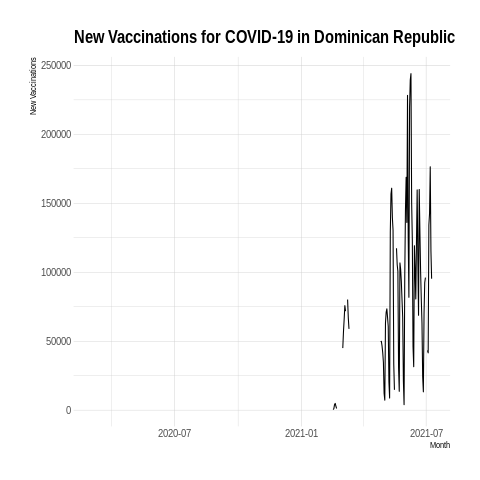 New Vaccinations for COVID-19 in Dominican Republic
New Vaccinations
250000
200000
150000
100000
50000
0
2020-07 2021-01 2021-07
Month